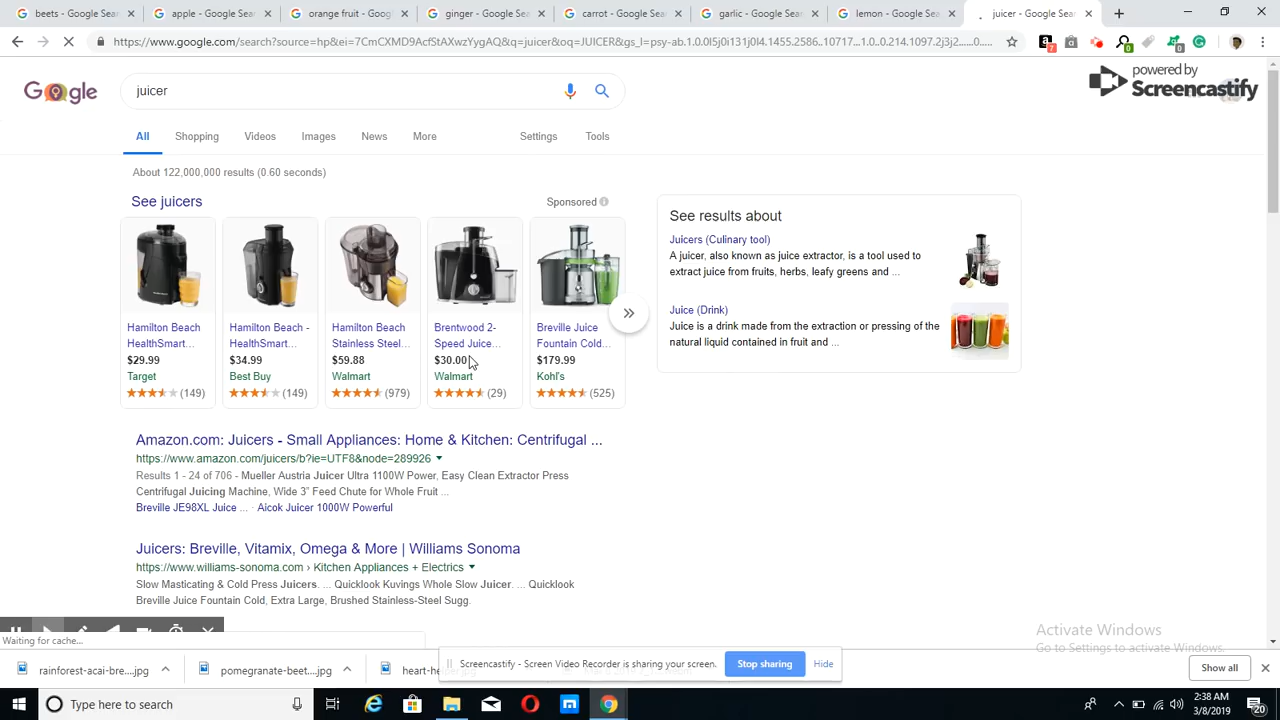 beets - Google Sea
apple - Google Sea
orange fruit - Google
carrot - Google Sea
garlic - Google Sea
lemon - Google Sea
juicer - Google Sea
https://www.google.com/search?source=hp&ei=7CmCXMD9AcfStAXwzYygAQ&q=juicer&oq=JUICER&gs_l=psy-ab.1.0.0l5j0i131j0l4.1455.2586..10717...1.0..0.214.1097.2j3j2......0....
7
0
0
Google
juicer
powered by
Screencastify
All Shopping Videos Images News More Settings Tools
About 122,000,000 results (0.60 seconds)
See juicers
Sponsored
Hamilton Beach
HealthSmart...
$29.99
Target
(149)
Hamilton Beach -
HealthSmart...
$34.99
Best Buy
(149)
Hamilton Beach
Stainless Steel...
$59.88
Walmart
(979)
Brentwood 2-
Speed Juice...
$30.00
Walmart
(29)
Breville Juice
Fountain Cold...
$179.99
Kohl's
(525)
See results about
Juicers (Culinary tool)
A juicer, also known as juice extractor, is a tool used to
extract juice from fruits, herbs, leafy greens and ...
Juice (Drink)
Juice is a drink made from the extraction or pressing of the
natural liquid contained in fruit and ...
Amazon.com: Juicers - Small Appliances: Home & Kitchen: Centrifugal ...
https://www.amazon.com/juicers/b?ie=UTF8&node=289926
Results 1 - 24 of 706 - Mueller Austria Juicer Ultra 1100W Power, Easy Clean Extractor Press
Centrifugal Juicing Machine, Wide 3" Feed Chute for Whole Fruit ...
Breville JE98XL Juice ... · Aicok Juicer 1000W Powerful
Juicers: Breville, Vitamix, Omega & More | Williams Sonoma
https://www.williams-sonoma.com › Kitchen Appliances + Electrics
Slow Masticating & Cold Press Juicers. ... Quicklook Kuvings Whole Slow Juicer. ... Quicklook
Breville Juice Fountain Cold, Extra Large, Brushed Stainless-Steel Sugg.
Waiting for cache...
Activate Windows
Go to Settings to activate Windows.
rainforest-acai-bre....jpg
pomegranate-beet....jpg
Screencastify - Screen Video Recorder is sharing your screen.
Stop sharing
Hide
Show all
Type here to search
2:38 AM
3/8/2019
20